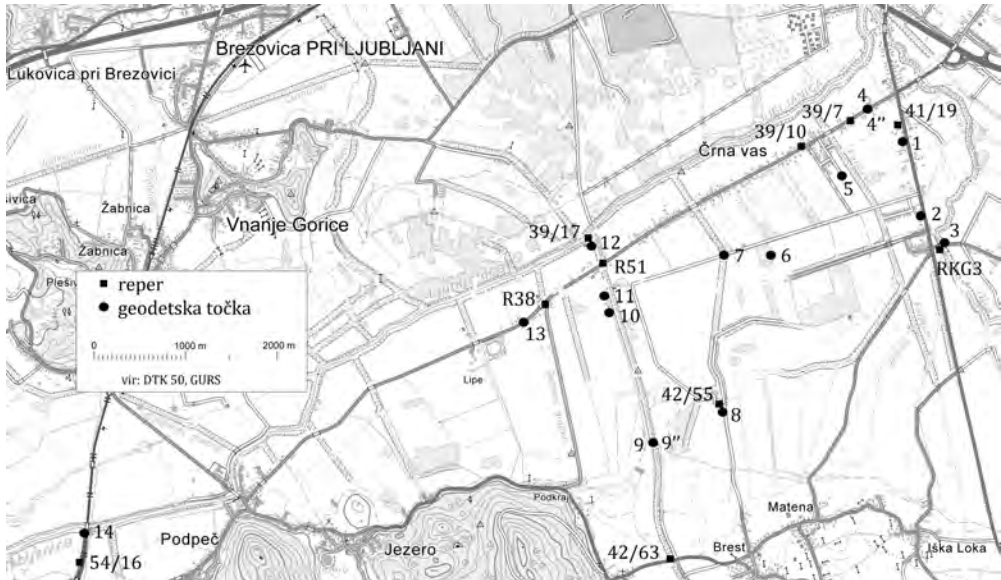 Brezovica PRI LJUBLJANI
Lukovica pri Brezovici
4
39/7
4"
41/19
39/10
Črna vas
1
5
Žabnica
Vnanje Gorice
2
39/17
12
3
Žabnica
7
6
RKG3
R51
reper
11
geodetska točka
R38
10
13
0
1000 m
2000 m
vir: DTK 50, GURS
Lipe
42/55
8
9
9"
Podkraj
Matena
14
Podpeč
Jezero
Brest
Iška Loka
54/16
42/63